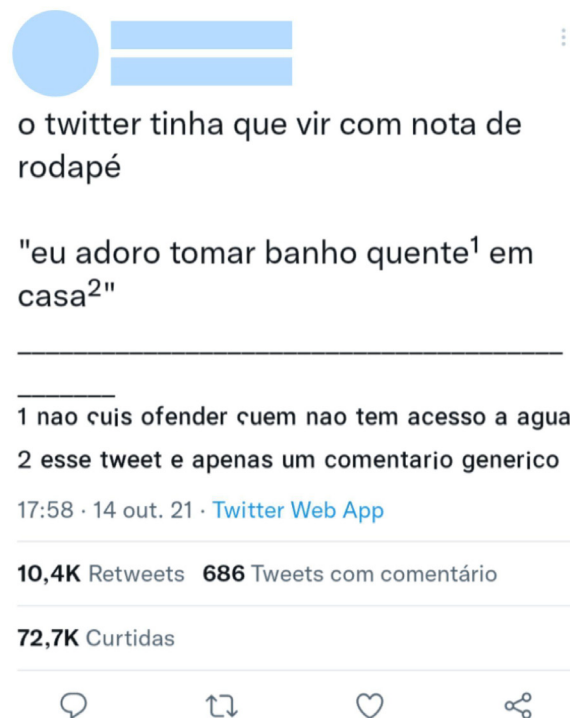 o twitter tinha que vir com nota de
rodapé
"eu adoro tomar banho quente¹ em
casa²"
1 nao cuis ofender cuem nao tem acesso a agua
2 esse tweet e apenas um comentario generico
17:58 · 14 out. 21 · Twitter Web App
10,4K Retweets 686 Tweets com comentário
72,7K Curtidas